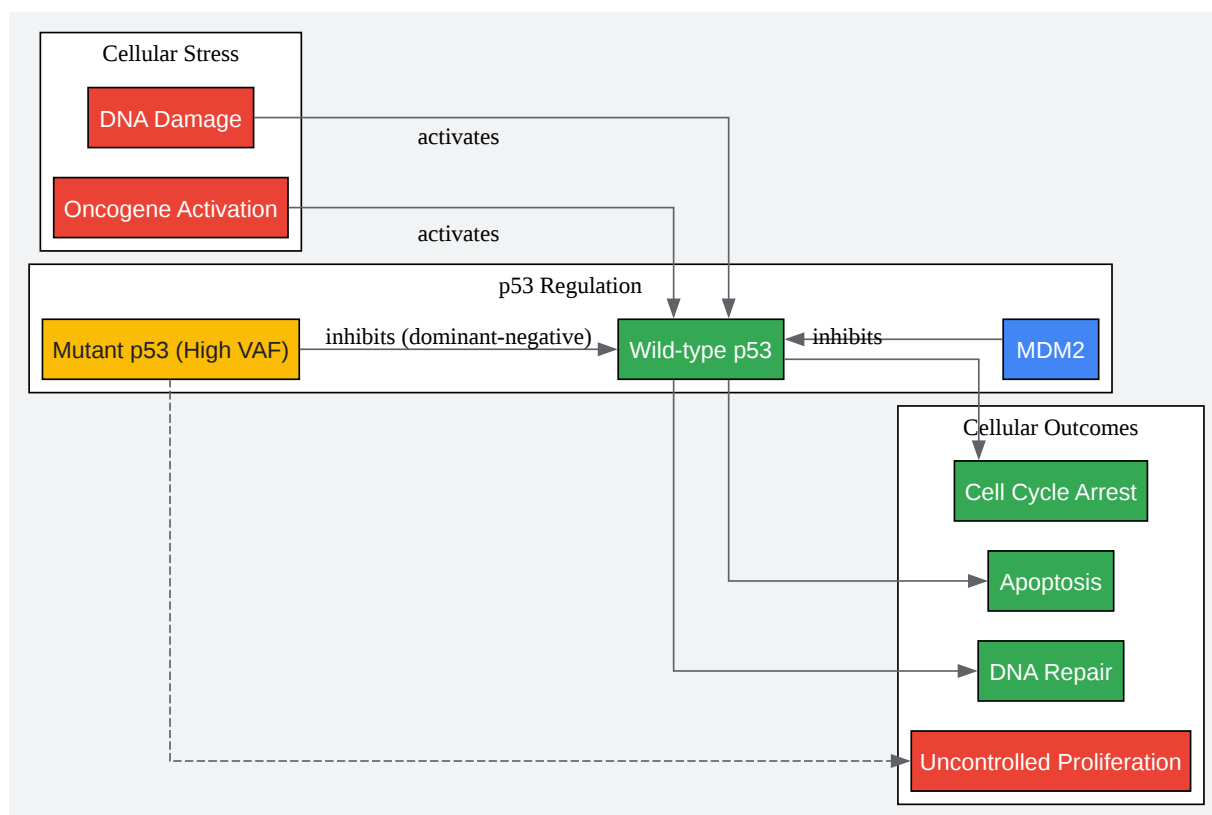 Cellular Stress
DNA Damage
activates
Oncogene Activation
activates
p53 Regulation
Mutant p53 (High VAF)
inhibits (dominant-negative)
Wild-type p53
inhibits
MDM2
Cellular Outcomes
Cell Cycle Arrest
Apoptosis
DNA Repair
Uncontrolled Proliferation